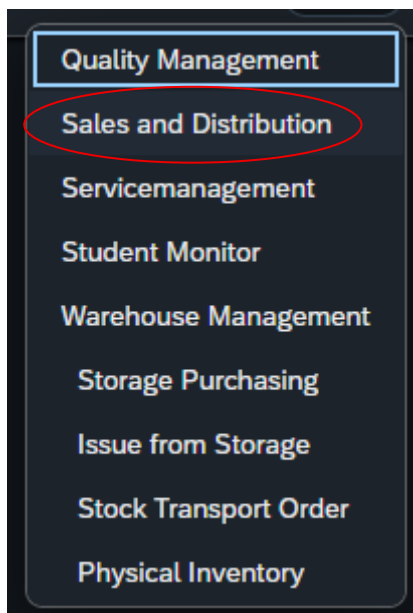 Quality Management
Sales and Distribution
Servicemanagement
Student Monitor
Warehouse Management
Storage Purchasing
Issue from Storage
Stock Transport Order
Physical Inventory